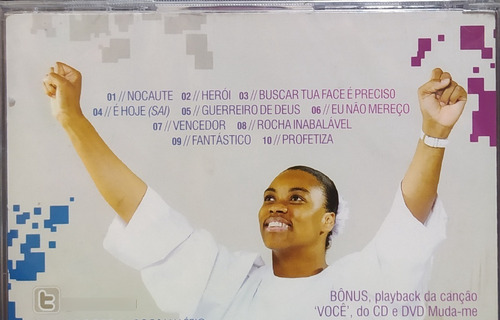 01 // NOCAUTE 02 // HERÓI 03 // BUSCAR TUA FACE É PRECISO
04 // É HOJE (SAI) 05 // GUERREIRO DE DEUS 06 // EU NÃO MEREÇO
07 // VENCEDOR 08 // ROCHA INABALÁVEL
09 // FANTÁSTICO 10 // PROFETIZA
BÔNUS, playback da canção
'VOCÊ', do CD e DVD Muda-me
t